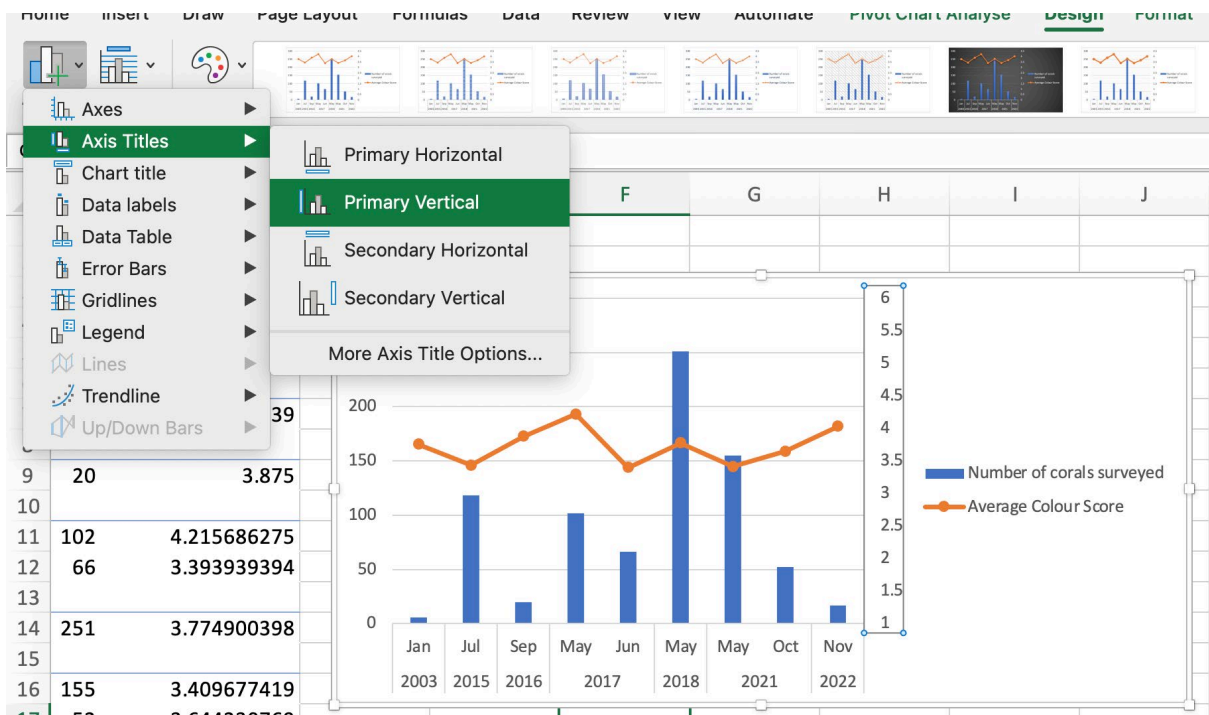 Home Insert Draw Page Layout Formulas Data Review View Automate Pivot Chart Analyse Design Format
Axes
Axis Titles
Chart title
Data labels
Data Table
Error Bars
Gridlines
Legend
Lines
Trendline
Up/Down Bars
Primary Horizontal
Primary Vertical
Secondary Horizontal
Secondary Vertical
More Axis Title Options...
F G H I J
39
9 20 3.875
10
11 102 4.215686275
12 66 3.393939394
13
14 251 3.774900398
15
16 155 3.409677419
200
150
100
50
0
6
5.5
5
4.5
4
3.5
3
2.5
2
1.5
1
Jan Jul Sep May Jun May May Oct Nov
2003 2015 2016 2017 2018 2021 2022
Number of corals surveyed
Average Colour Score